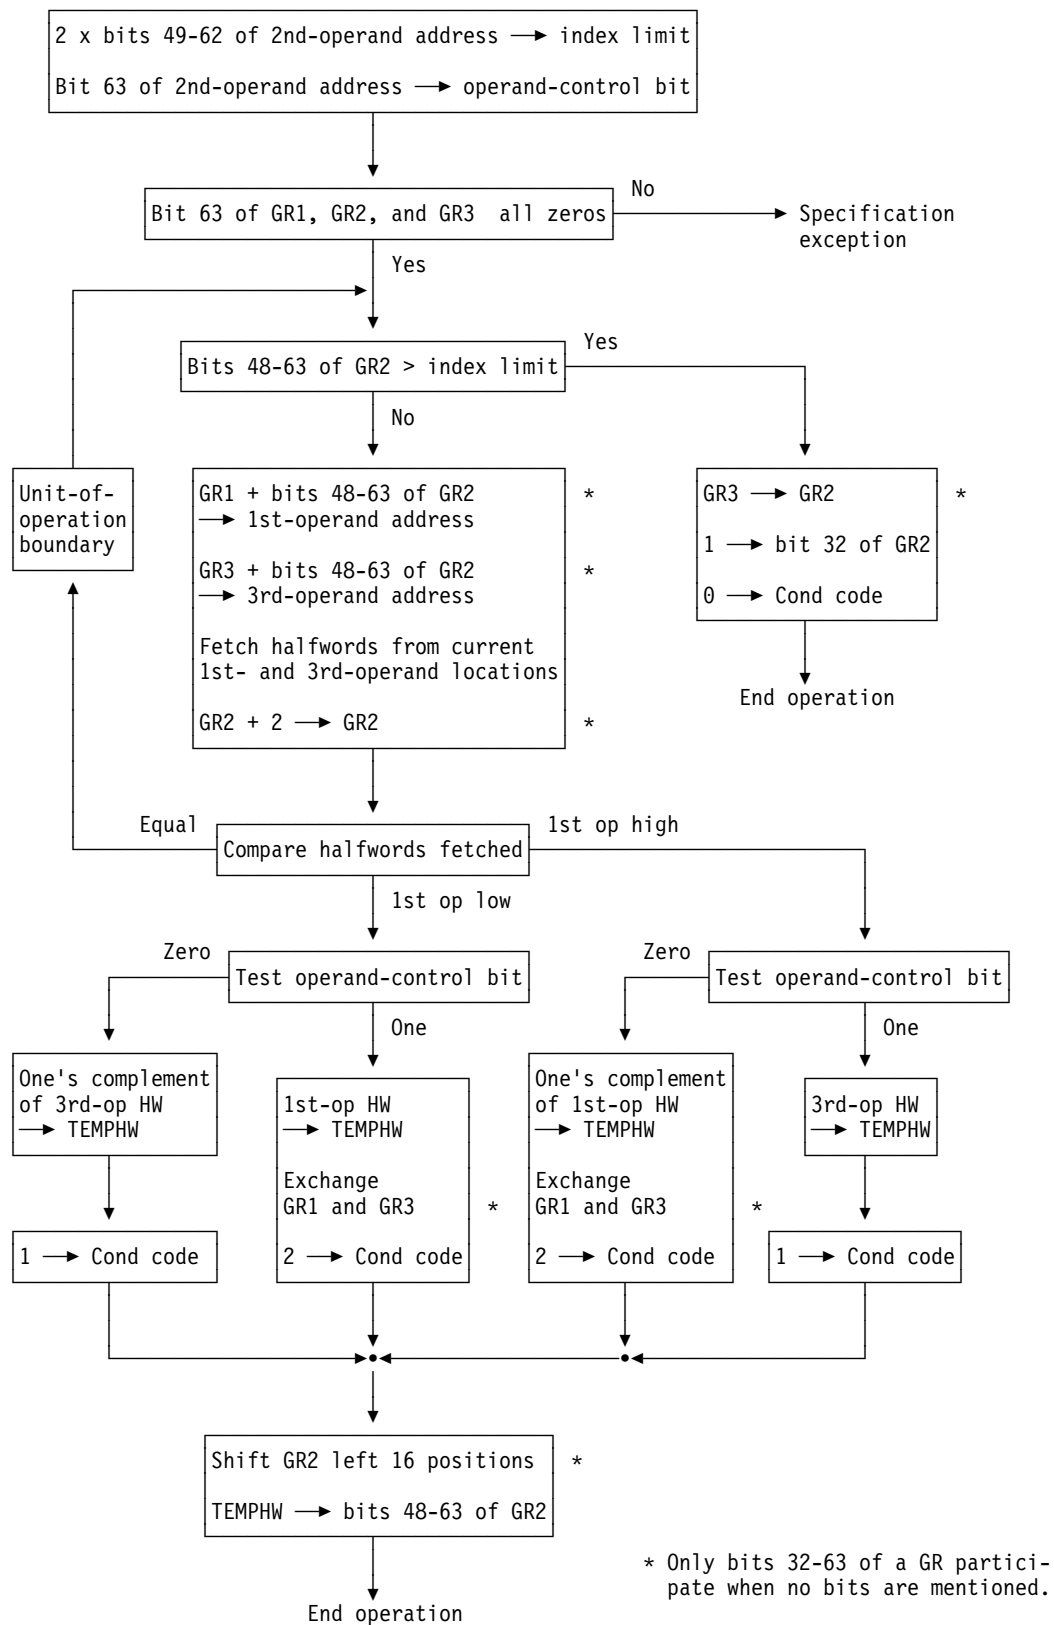 2 x bits 49-62 of 2nd-operand address → index limit
Bit 63 of 2nd-operand address → operand-control bit
No
Bit 63 of GR1, GR2, and GR3  all zeros
Specification
exception
Yes
Yes
Bits 48-63 of GR2 > index limit
No
Unit-of-
operation
boundary
GR1 + bits 48-63 of GR2 *
→ 1st-operand address
GR3 + bits 48-63 of GR2 *
→ 3rd-operand address
Fetch halfwords from current
1st- and 3rd-operand locations
GR2 + 2 → GR2 *
GR3 → GR2 *
1 → bit 32 of GR2
0 → Cond code
End operation
Equal
1st op high
Compare halfwords fetched
1st op low
Zero
Test operand-control bit
One
Zero
Test operand-control bit
One
One's complement
of 3rd-op HW
→ TEMPHW
1 → Cond code
1st-op HW
→ TEMPHW
Exchange
GR1 and GR3 *
2 → Cond code
One's complement
of 1st-op HW
→ TEMPHW
Exchange
GR1 and GR3 *
2 → Cond code
3rd-op HW
→ TEMPHW
1 → Cond code
Shift GR2 left 16 positions *
TEMPHW → bits 48-63 of GR2
End operation
* Only bits 32-63 of a GR partici-
pate when no bits are mentioned.